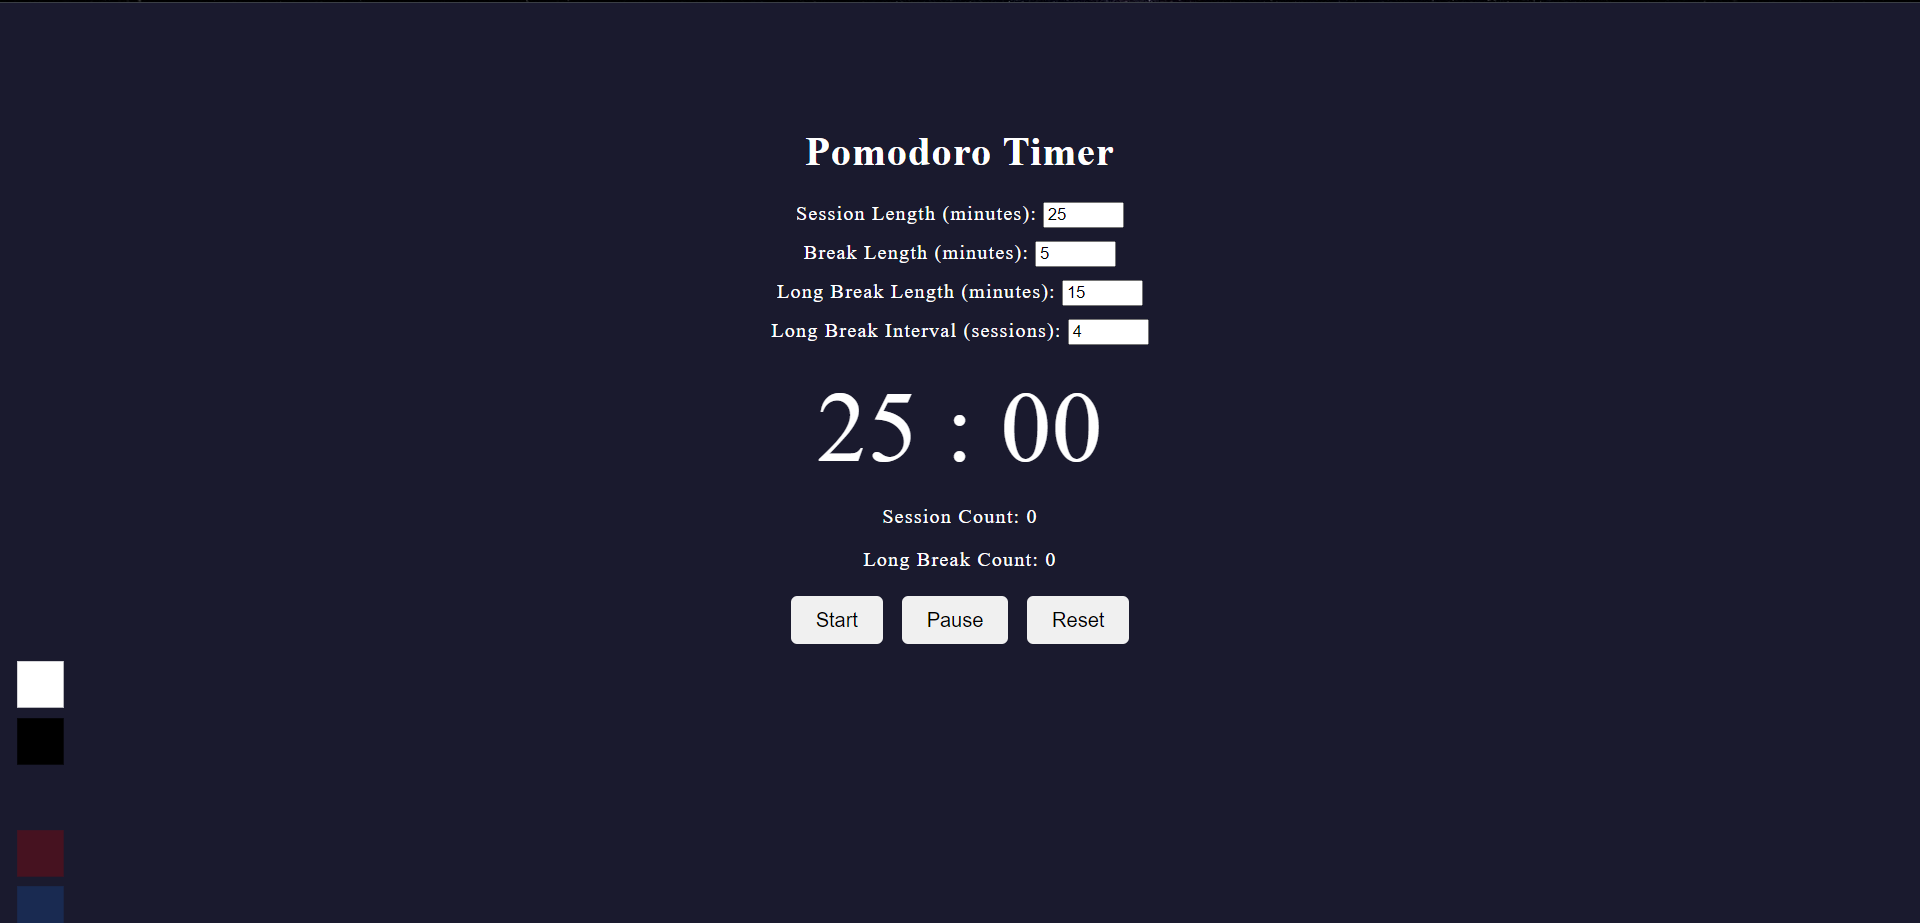 Pomodoro Timer
Session Length (minutes): 25
Break Length (minutes): 5
Long Break Length (minutes): 15
Long Break Interval (sessions): 4
25 : 00
Session Count: 0
Long Break Count: 0
Start Pause Reset